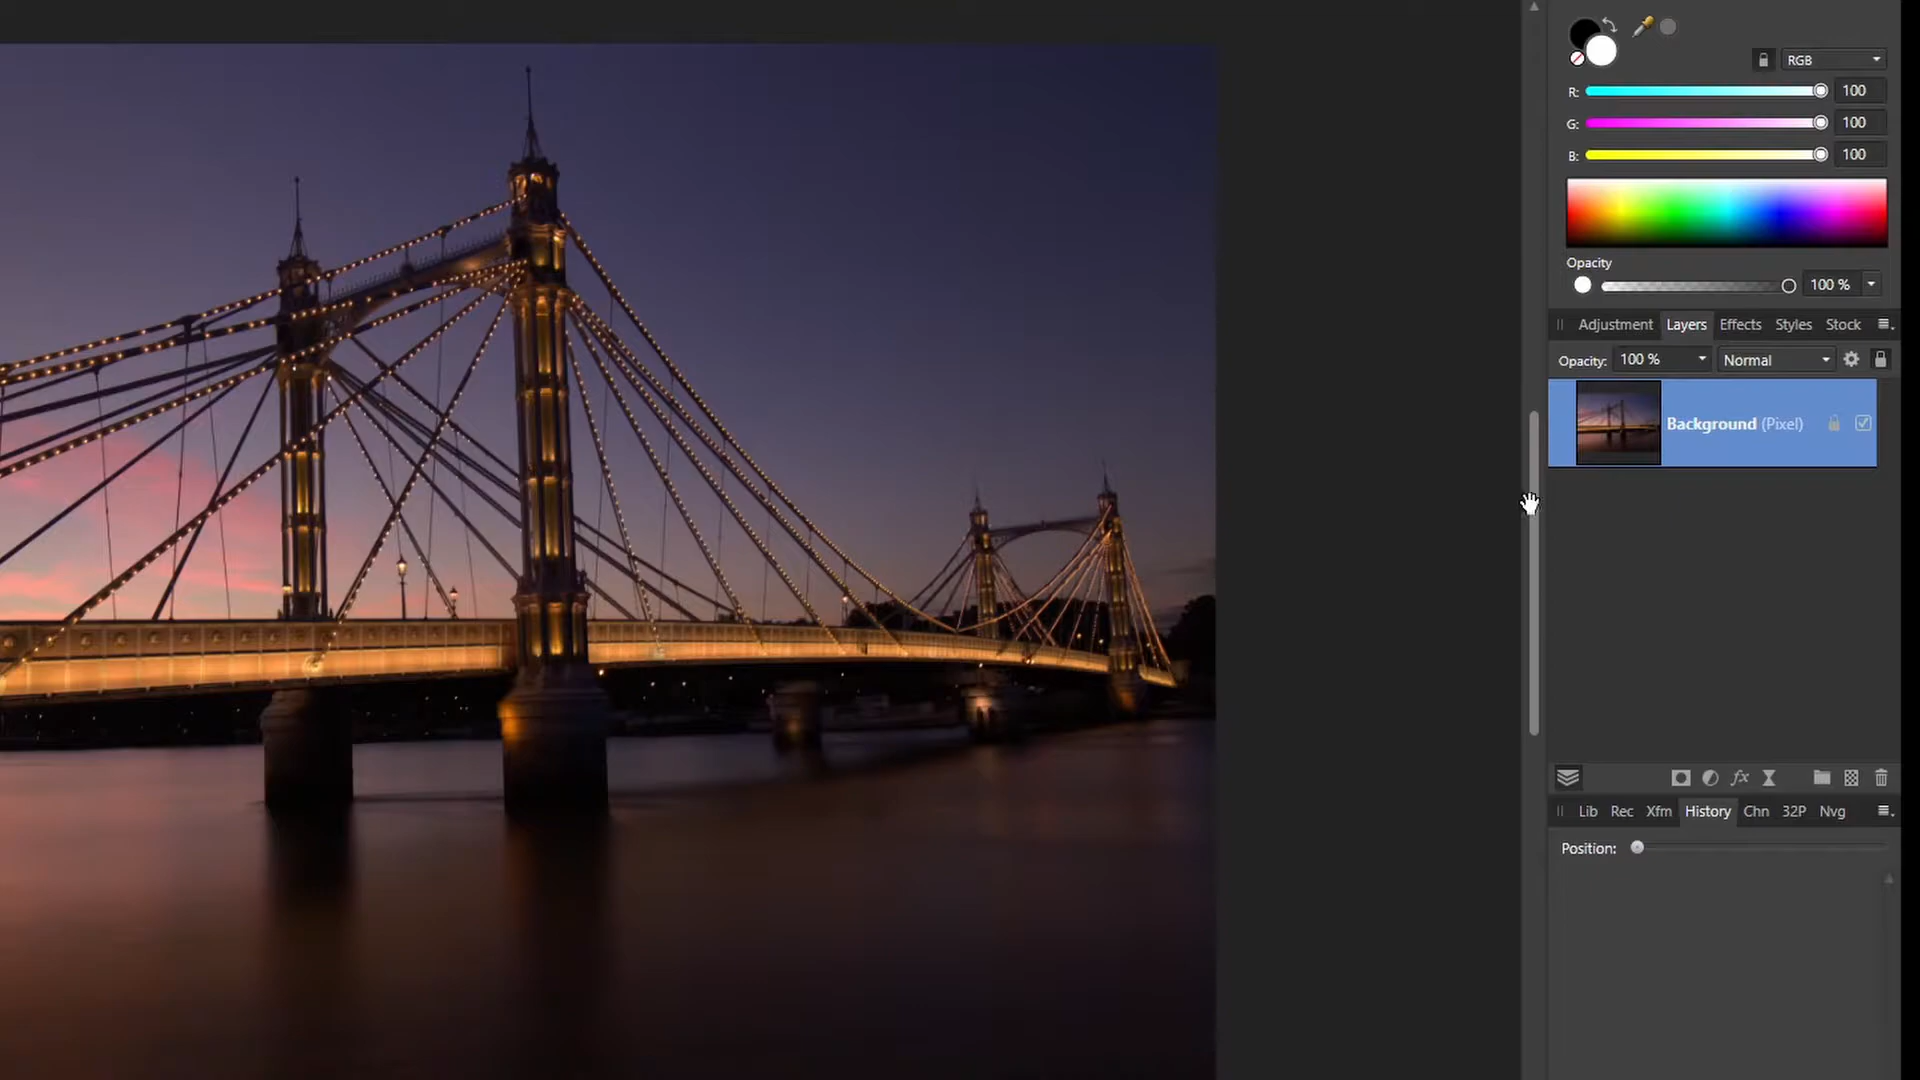 RGB
R: 100
G: 100
B: 100
Opacity
100 %
Adjustment Layers Effects Styles Stock
Opacity: 100 % Normal
Background (Pixel)
fx
Lib Rec Xfm History Chn 32P Nvg
Position: